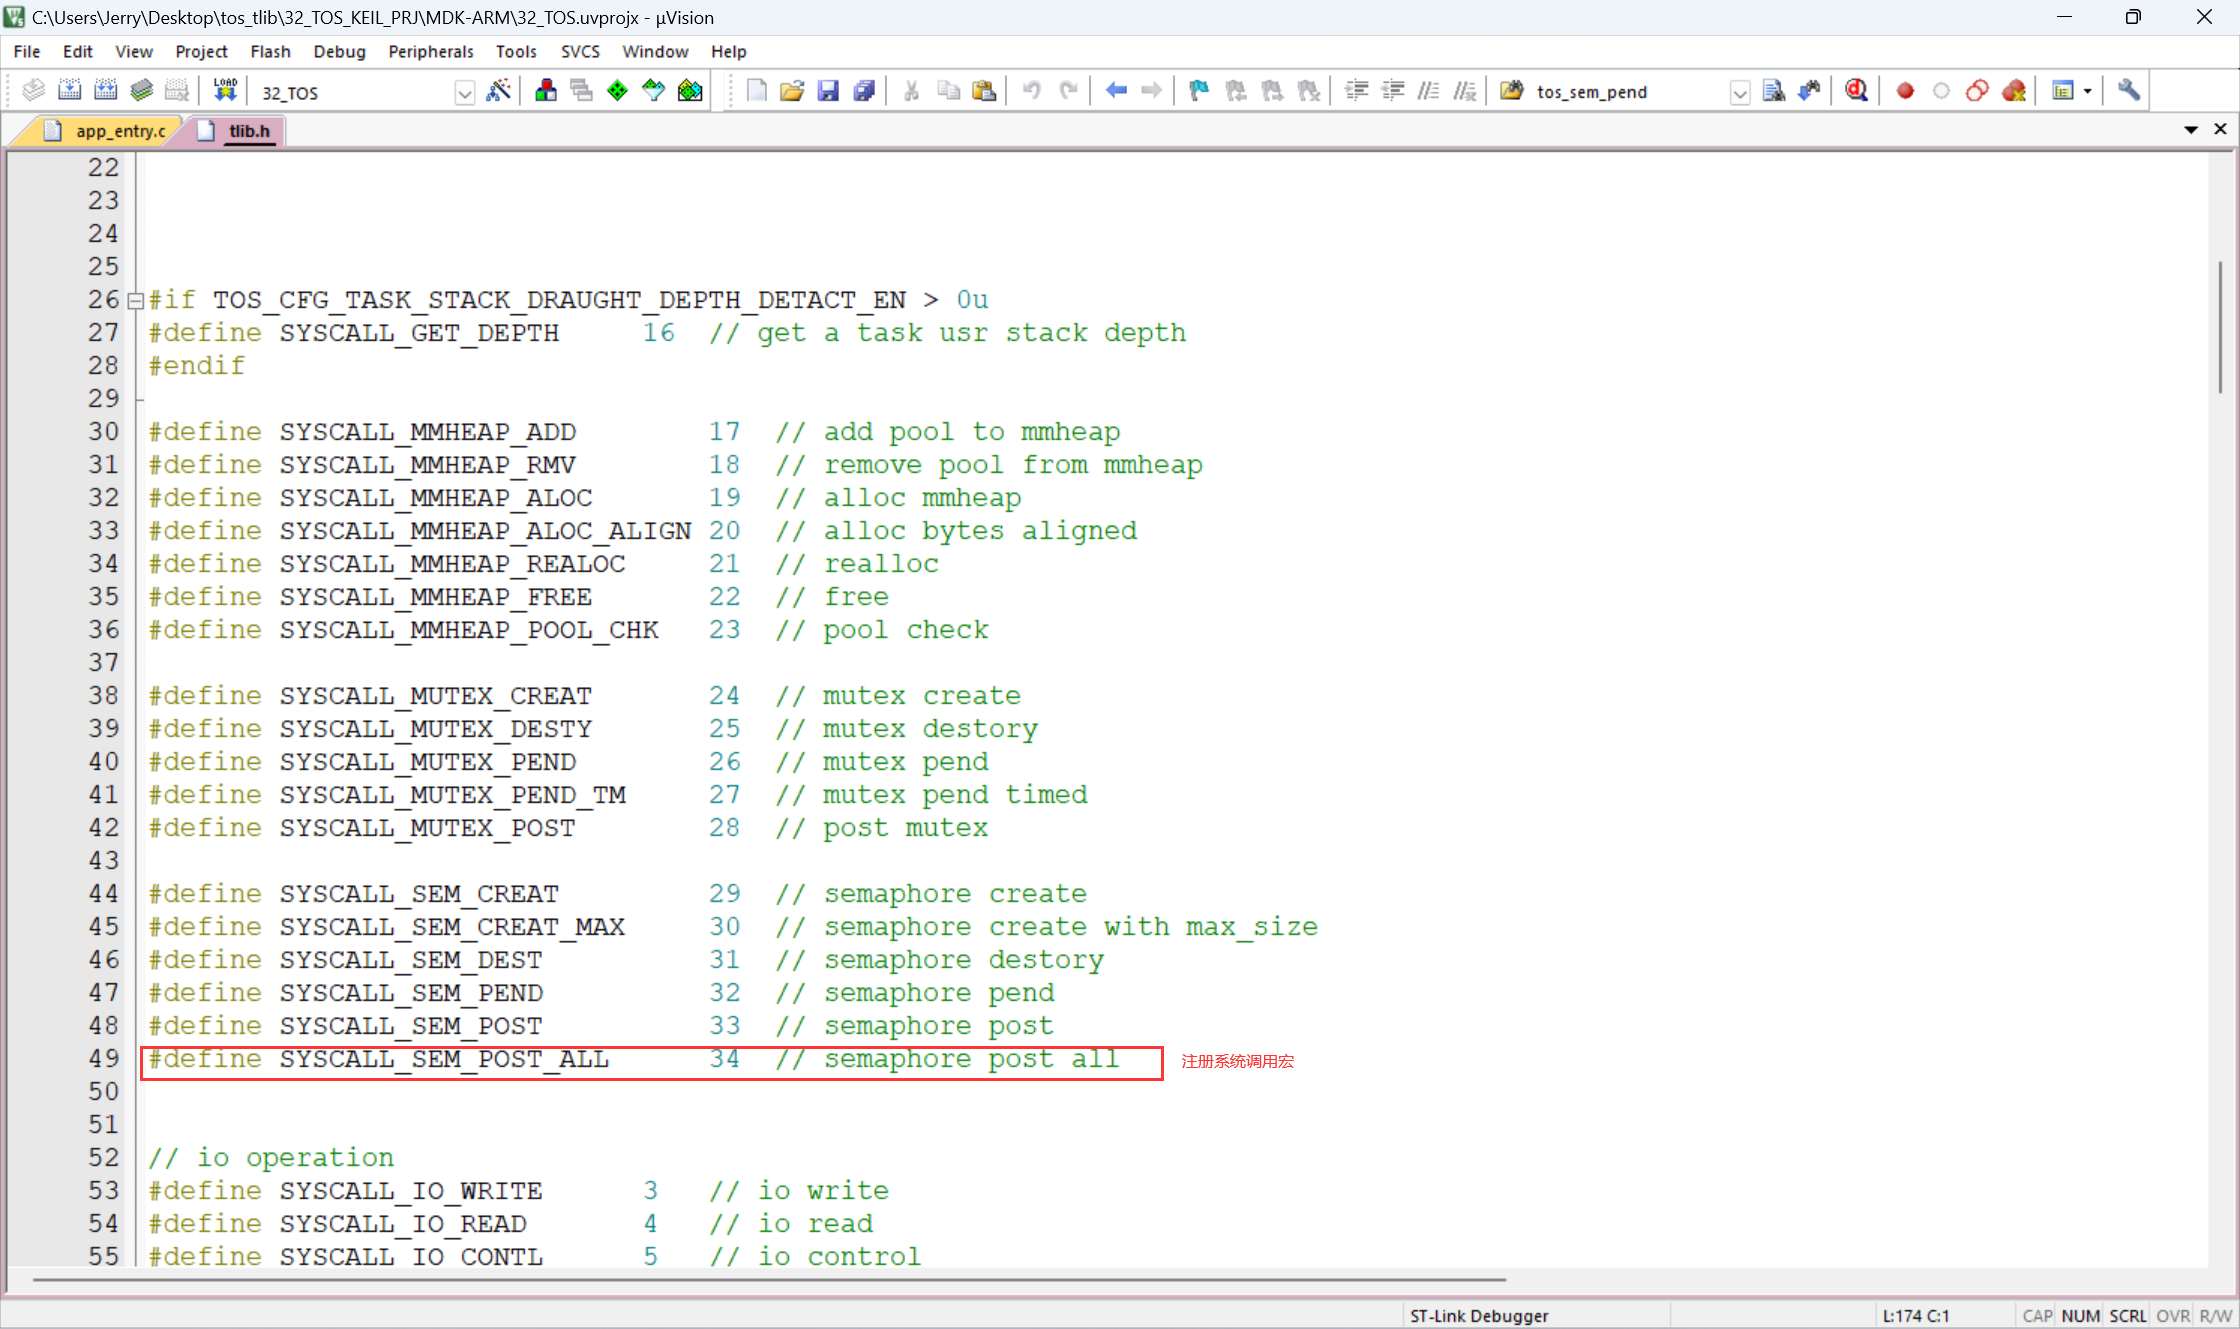 C:\Users\Jerry\Desktop\tos_tlib\32_TOS_KEIL_PRJ\MDK-ARM\32_TOS.uvprojx - µVision
File Edit View Project Flash Debug Peripherals Tools SVCS Window Help
LOAD 32_TOS tos_sem_pend
app_entry.c tlib.h
22
23
24
25
26 #if TOS_CFG_TASK_STACK_DRAUGHT_DEPTH_DETACT_EN > 0u
27 #define SYSCALL_GET_DEPTH 16 // get a task usr stack depth
28 #endif
29
30 #define SYSCALL_MMHEAP_ADD 17 // add pool to mmheap
31 #define SYSCALL_MMHEAP_RMV 18 // remove pool from mmheap
32 #define SYSCALL_MMHEAP_ALOC 19 // alloc mmheap
33 #define SYSCALL_MMHEAP_ALOC_ALIGN 20 // alloc bytes aligned
34 #define SYSCALL_MMHEAP_REALOC 21 // realloc
35 #define SYSCALL_MMHEAP_FREE 22 // free
36 #define SYSCALL_MMHEAP_POOL_CHK 23 // pool check
37
38 #define SYSCALL_MUTEX_CREAT 24 // mutex create
39 #define SYSCALL_MUTEX_DESTY 25 // mutex destory
40 #define SYSCALL_MUTEX_PEND 26 // mutex pend
41 #define SYSCALL_MUTEX_PEND_TM 27 // mutex pend timed
42 #define SYSCALL_MUTEX_POST 28 // post mutex
43
44 #define SYSCALL_SEM_CREAT 29 // semaphore create
45 #define SYSCALL_SEM_CREAT_MAX 30 // semaphore create with max_size
46 #define SYSCALL_SEM_DEST 31 // semaphore destory
47 #define SYSCALL_SEM_PEND 32 // semaphore pend
48 #define SYSCALL_SEM_POST 33 // semaphore post
49 #define SYSCALL_SEM_POST_ALL 34 // semaphore post all 注册系统调用宏
50
51
52 // io operation
53 #define SYSCALL_IO_WRITE 3 // io write
54 #define SYSCALL_IO_READ 4 // io read
55 #define SYSCALL_IO_CONTL 5 // io control
ST-Link Debugger L:174 C:1 CAP NUM SCRL OVR R/W